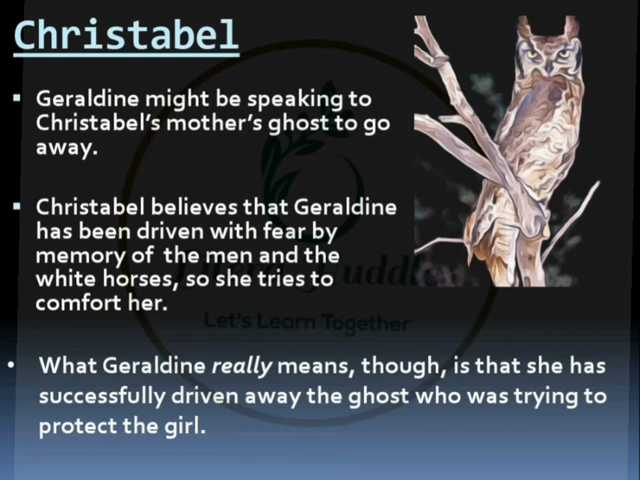 Christabel
Geraldine might be speaking to
Christabel's mother's ghost to go
away.
Christabel believes that Geraldine
has been driven with fear by
memory of the men and the
white horses, so she tries to
comfort her.
Let's Learn Together
What Geraldine really means, though, is that she has
successfully driven away the ghost who was trying to
protect the girl.